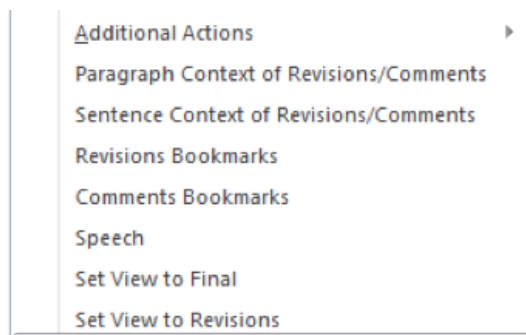 Additional Actions
Paragraph Context of Revisions/Comments
Sentence Context of Revisions/Comments
Revisions Bookmarks
Comments Bookmarks
Speech
Set View to Final
Set View to Revisions